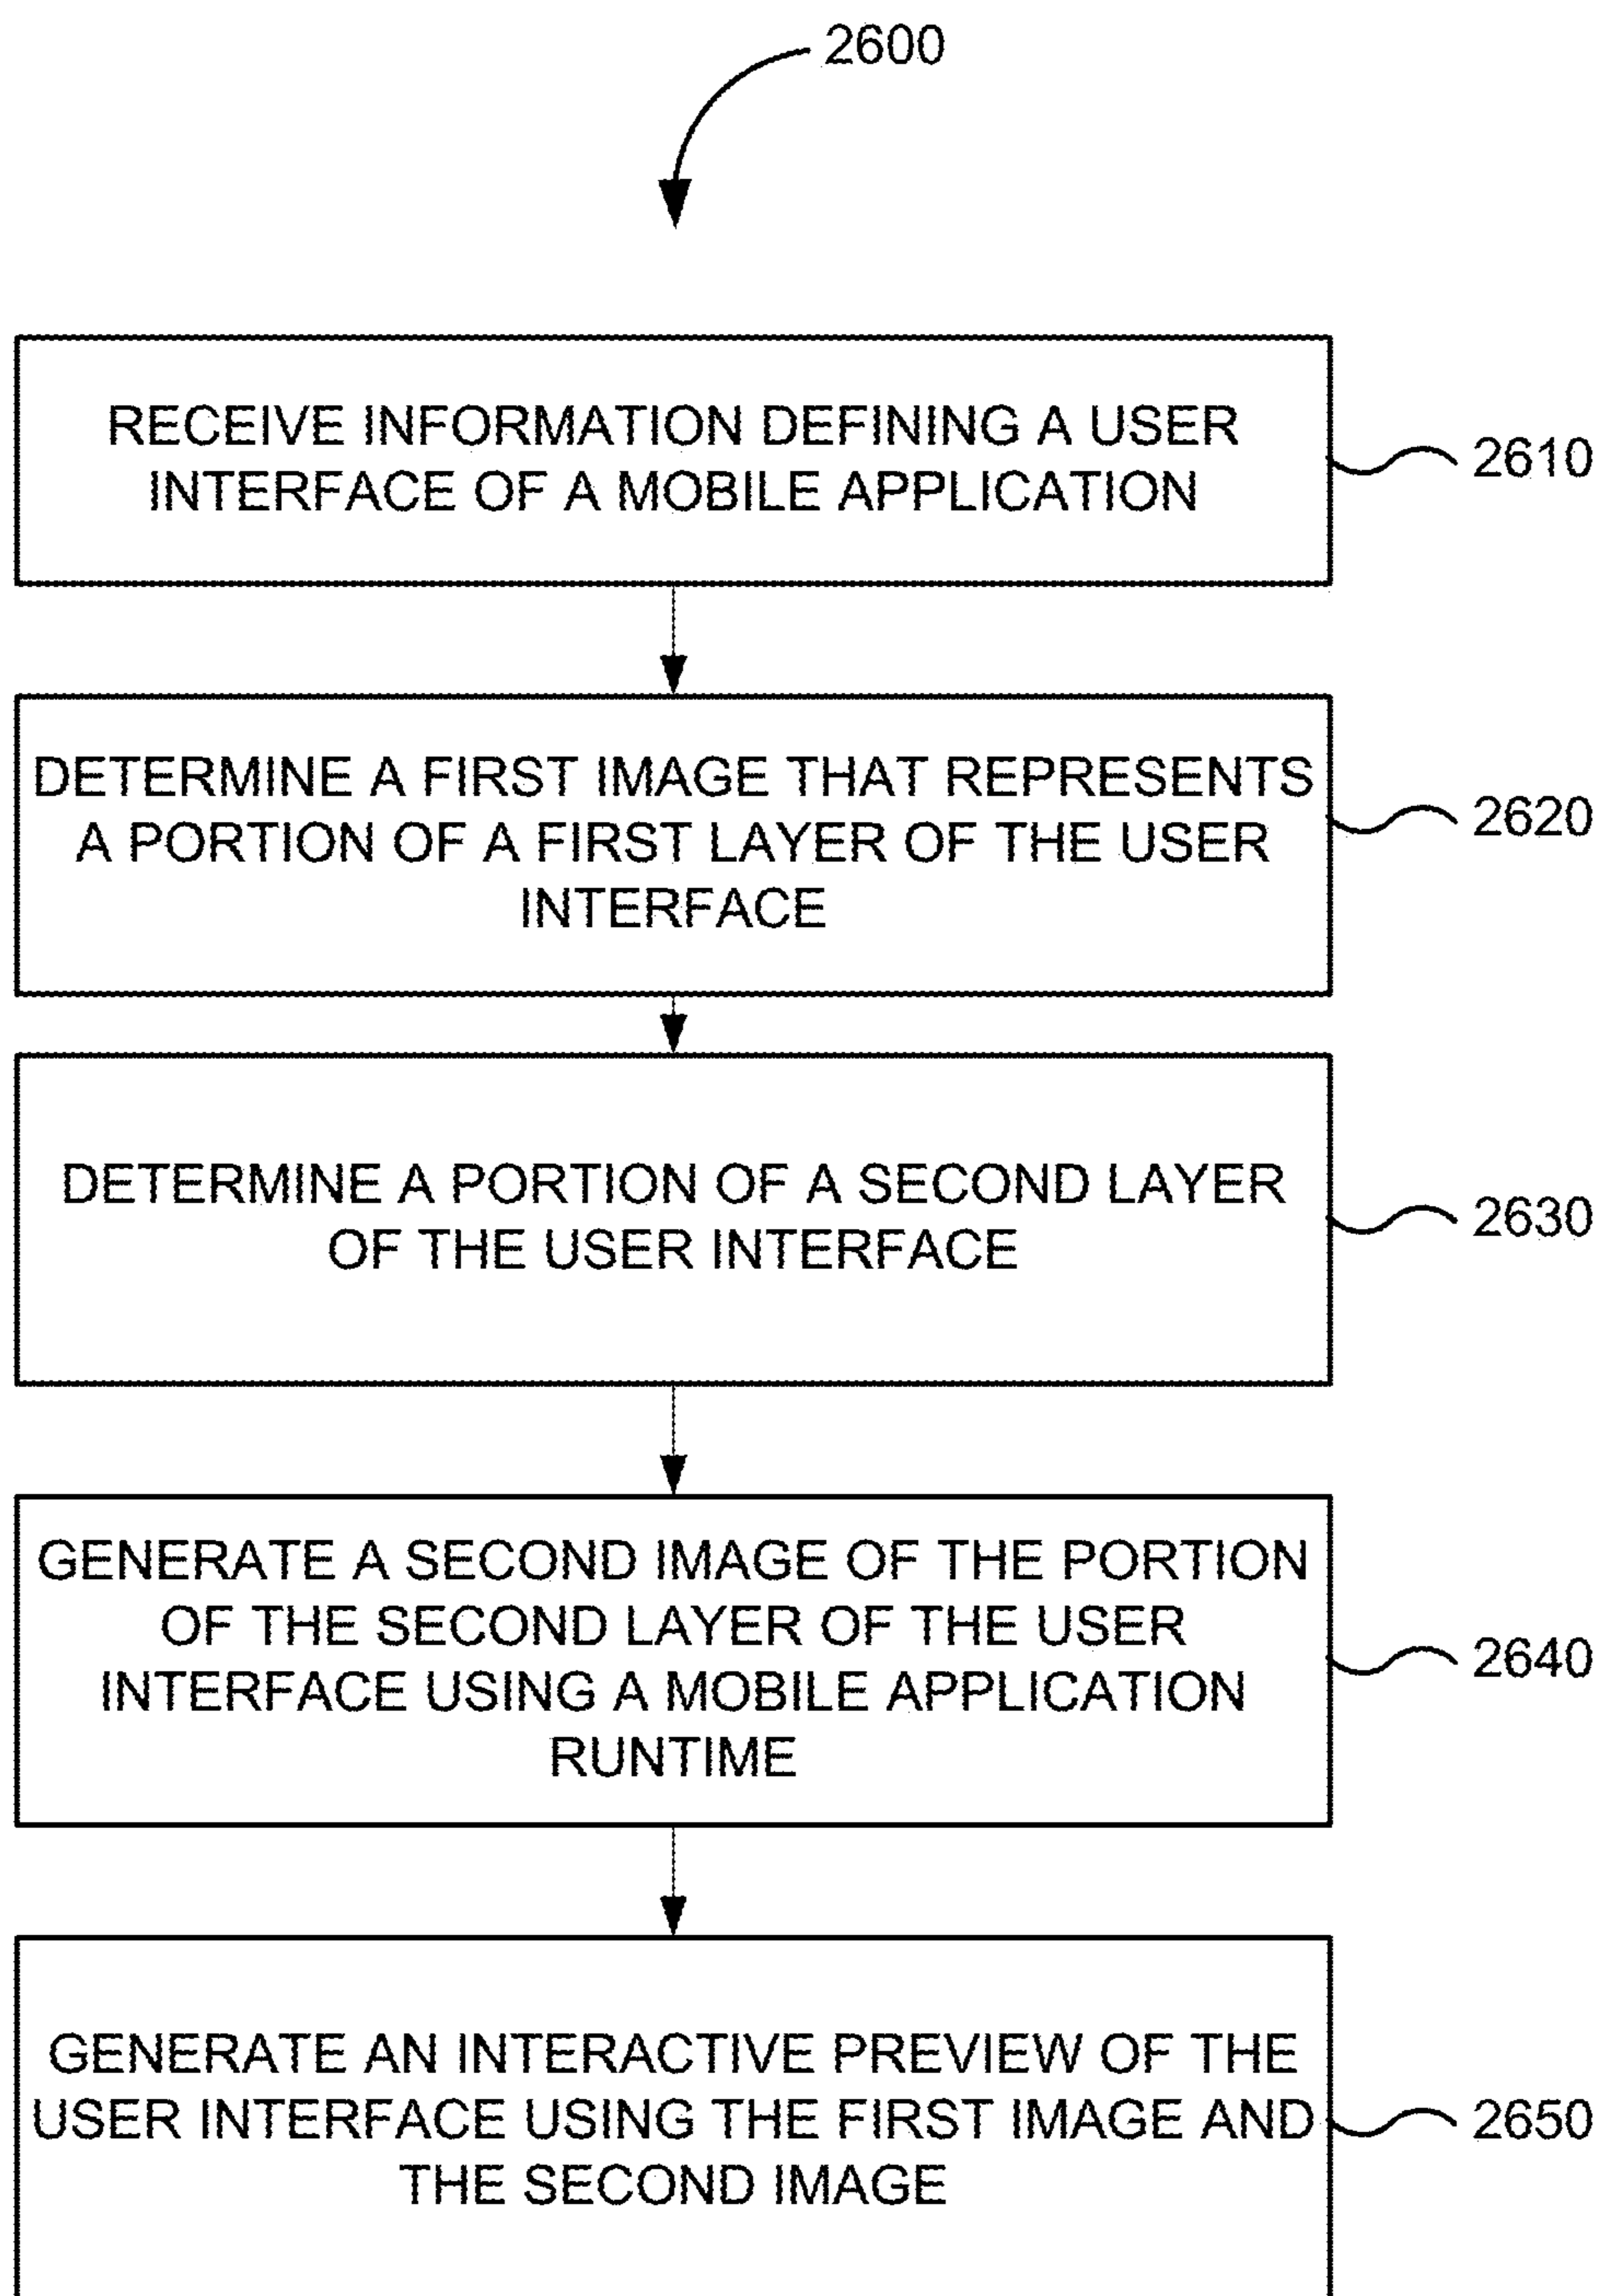 2600
RECEIVE INFORMATION DEFINING A USER
INTERFACE OF A MOBILE APPLICATION
2610
DETERMINE A FIRST IMAGE THAT REPRESENTS
A PORTION OF A FIRST LAYER OF THE USER
INTERFACE
2620
DETERMINE A PORTION OF A SECOND LAYER
OF THE USER INTERFACE
2630
GENERATE A SECOND IMAGE OF THE PORTION
OF THE SECOND LAYER OF THE USER
INTERFACE USING A MOBILE APPLICATION
RUNTIME
2640
GENERATE AN INTERACTIVE PREVIEW OF THE
USER INTERFACE USING THE FIRST IMAGE AND
THE SECOND IMAGE
2650